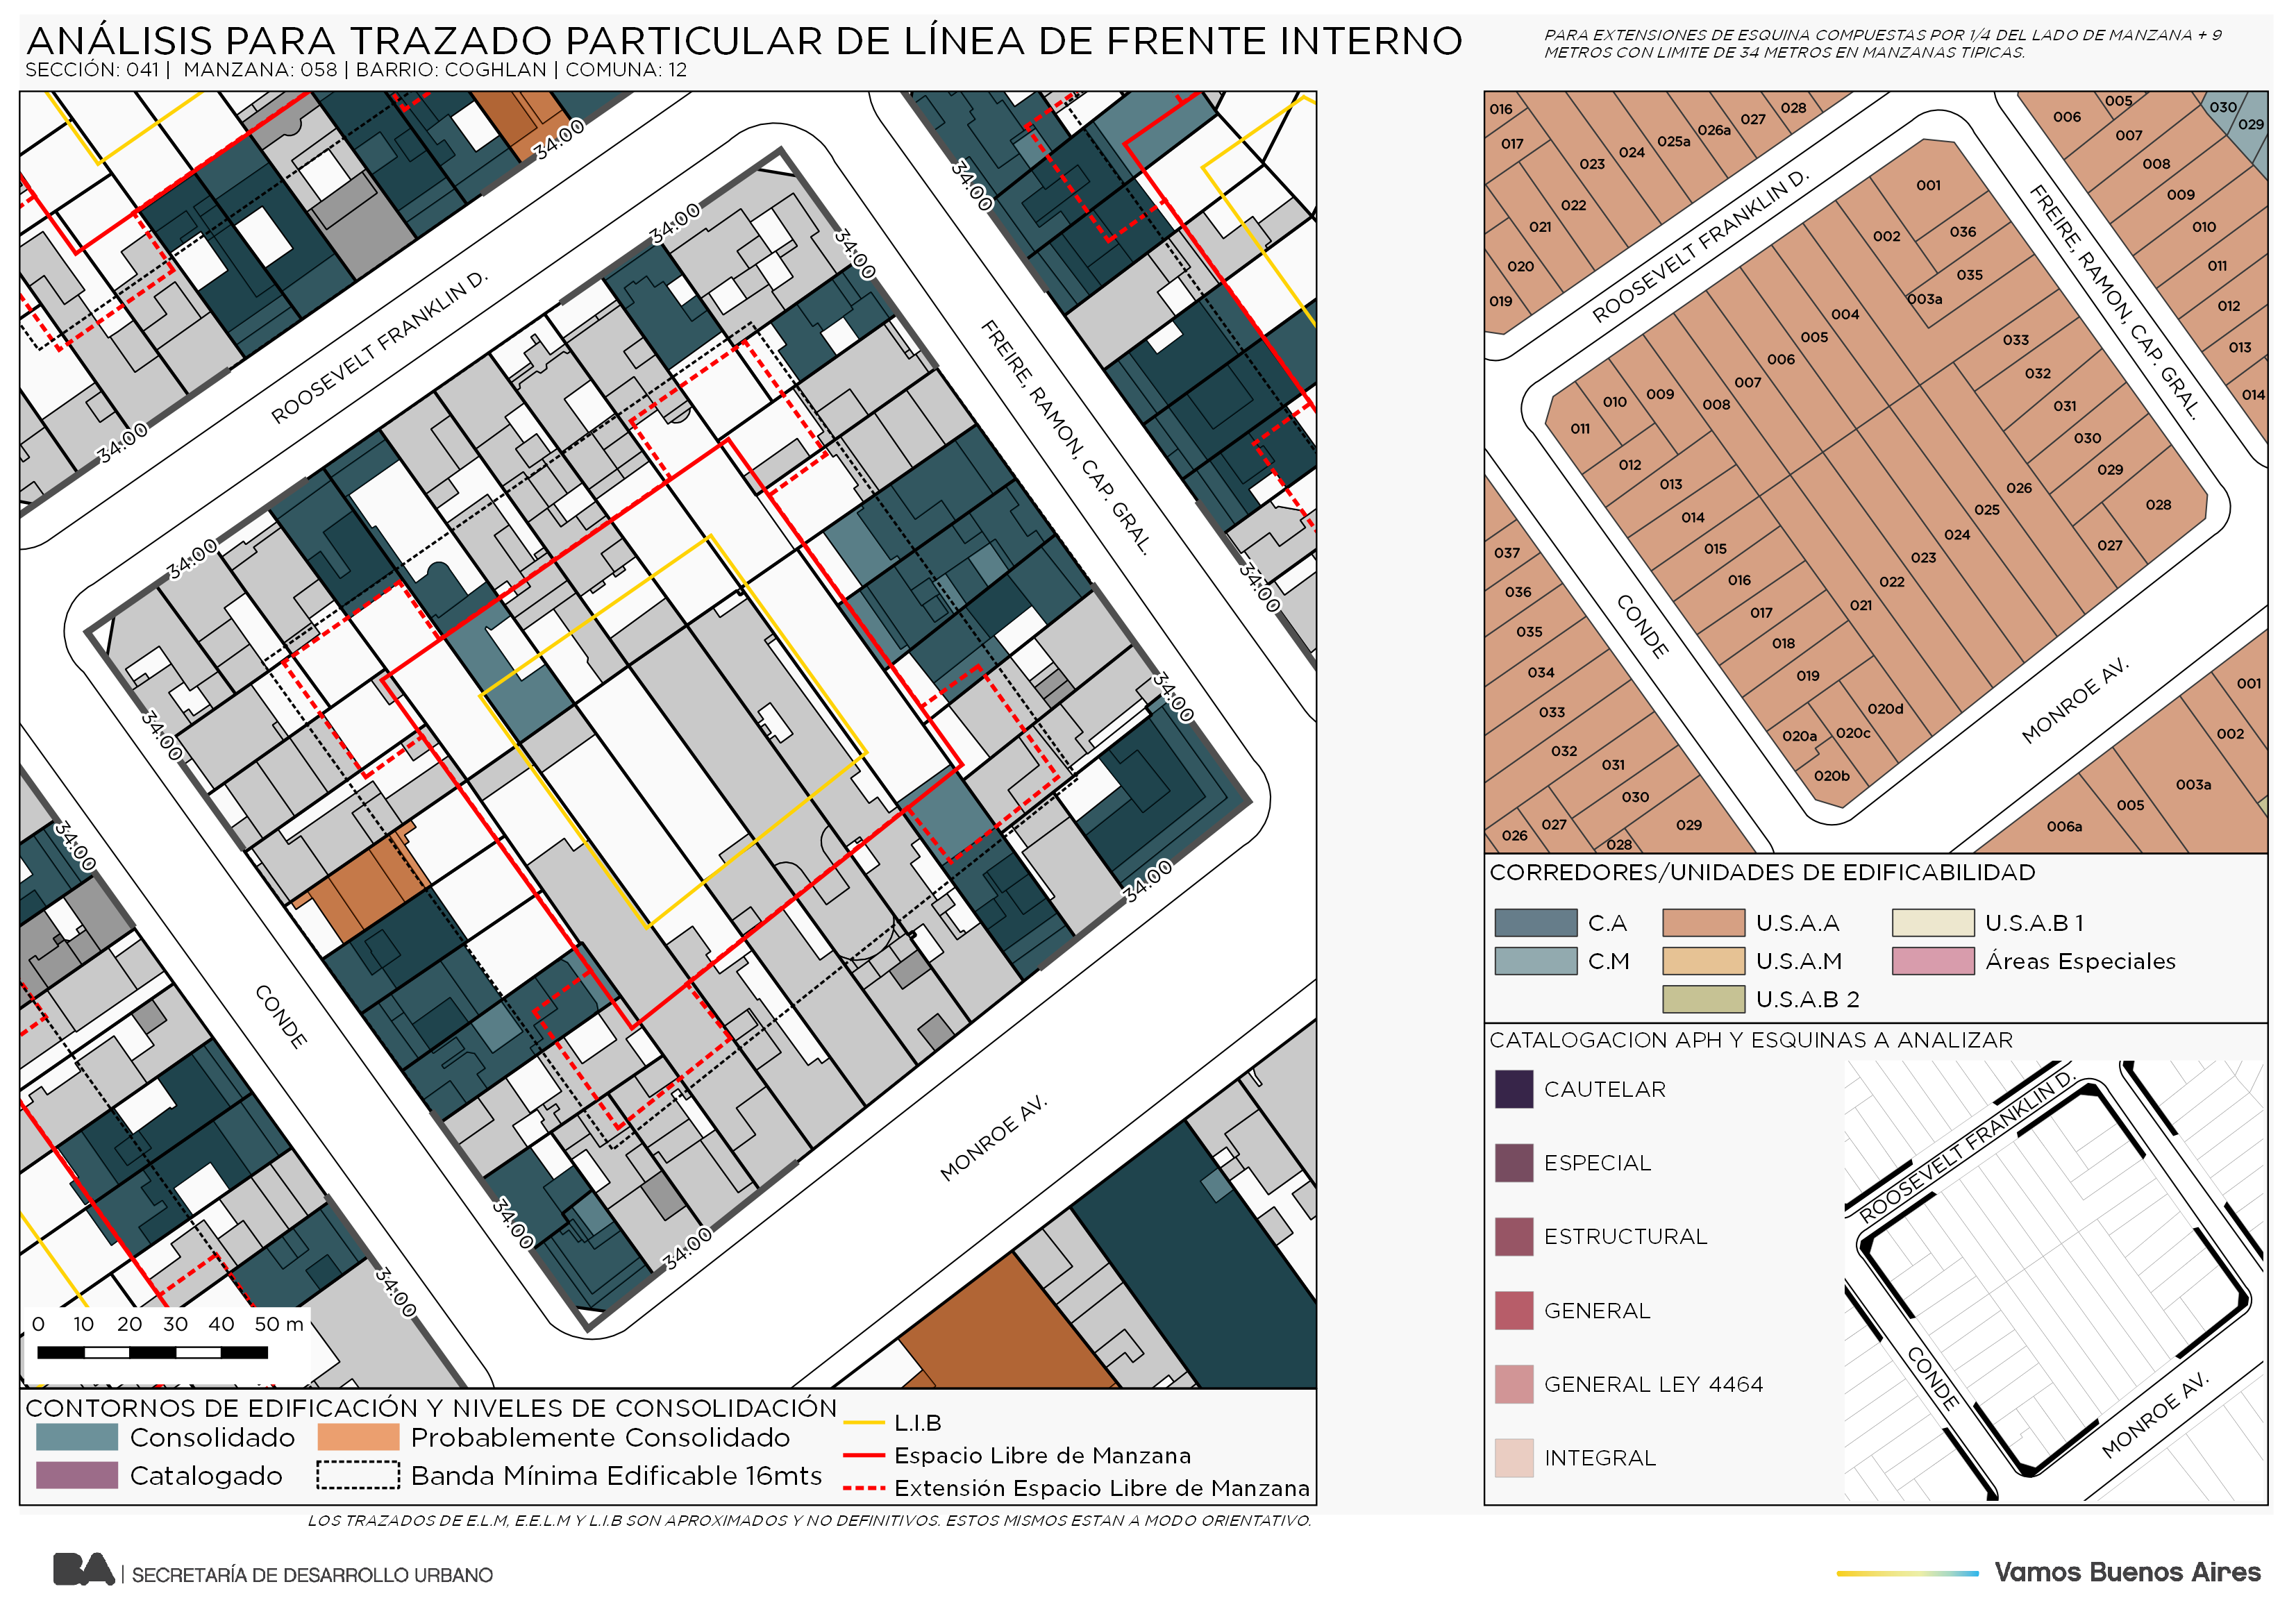 ANÁLISIS PARA TRAZADO PARTICULAR DE LÍNEA DE FRENTE INTERNO
SECCIÓN: 041 | MANZANA: 058 | BARRIO: COGHLAN | COMUNA: 12
PARA EXTENSIONES DE ESQUINA COMPUESTAS POR 1/4 DEL LADO DE MANZANA + 9
METROS CON LIMITE DE 34 METROS EN MANZANAS TIPICAS.
34:00
34:00
34:00
34:00
34:00
34:00
34:00
34:00
34:00
34:00
34:00
34:00
34:00
34:00
ROOSEVELT FRANKLIN D.
FREIRE, RAMON, CAP. GRAL.
CONDE
MONROE AV.
0 10 20 30 40 50 m
CONTORNOS DE EDIFICACIÓN Y NIVELES DE CONSOLIDACIÓN
Consolidado
Probablemente Consolidado
Catalogado
Banda Mínima Edificable 16mts
L.I.B
Espacio Libre de Manzana
Extensión Espacio Libre de Manzana
LOS TRAZADOS DE E.L.M, E.E.L.M Y L.I.B SON APROXIMADOS Y NO DEFINITIVOS. ESTOS MISMOS ESTAN A MODO ORIENTATIVO.
016
017
023
024
025a
026a
027
028
022
021
020
019
006
005
007
008
009
010
011
012
013
014
030
029
001
036
002
035
003a
004
005
006
007
008
009
010
011
012
013
014
015
016
017
018
019
020a
020b
020c
020d
021
022
023
024
025
026
033
032
031
030
029
028
027
037
036
035
034
033
032
031
030
029
028
027
026
001
002
003a
005
006a
ROOSEVELT FRANKLIN D.
FREIRE, RAMON, CAP. GRAL.
CONDE
MONROE AV.
CORREDORES/UNIDADES DE EDIFICABILIDAD
C.A
U.S.A.A
U.S.A.B 1
C.M
U.S.A.M
Áreas Especiales
U.S.A.B 2
CATALOGACION APH Y ESQUINAS A ANALIZAR
CAUTELAR
ESPECIAL
ESTRUCTURAL
GENERAL
GENERAL LEY 4464
INTEGRAL
ROOSEVELT FRANKLIN D.
CONDE
MONROE AV.
BA | SECRETARÍA DE DESARROLLO URBANO
Vamos Buenos Aires